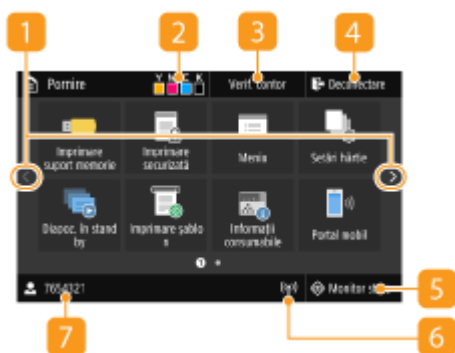 1
2
3
4
Pornire
Y M C K
Verif. contor
Deconectare
Imprimare
suport memorie
Imprimare
securizată
Meniu
Setări hârtie
Diapoz. în stand
by
Imprimare șablo
n
Informații
consumabile
Portal mobil
1
7654321
Monitor
5
7
6